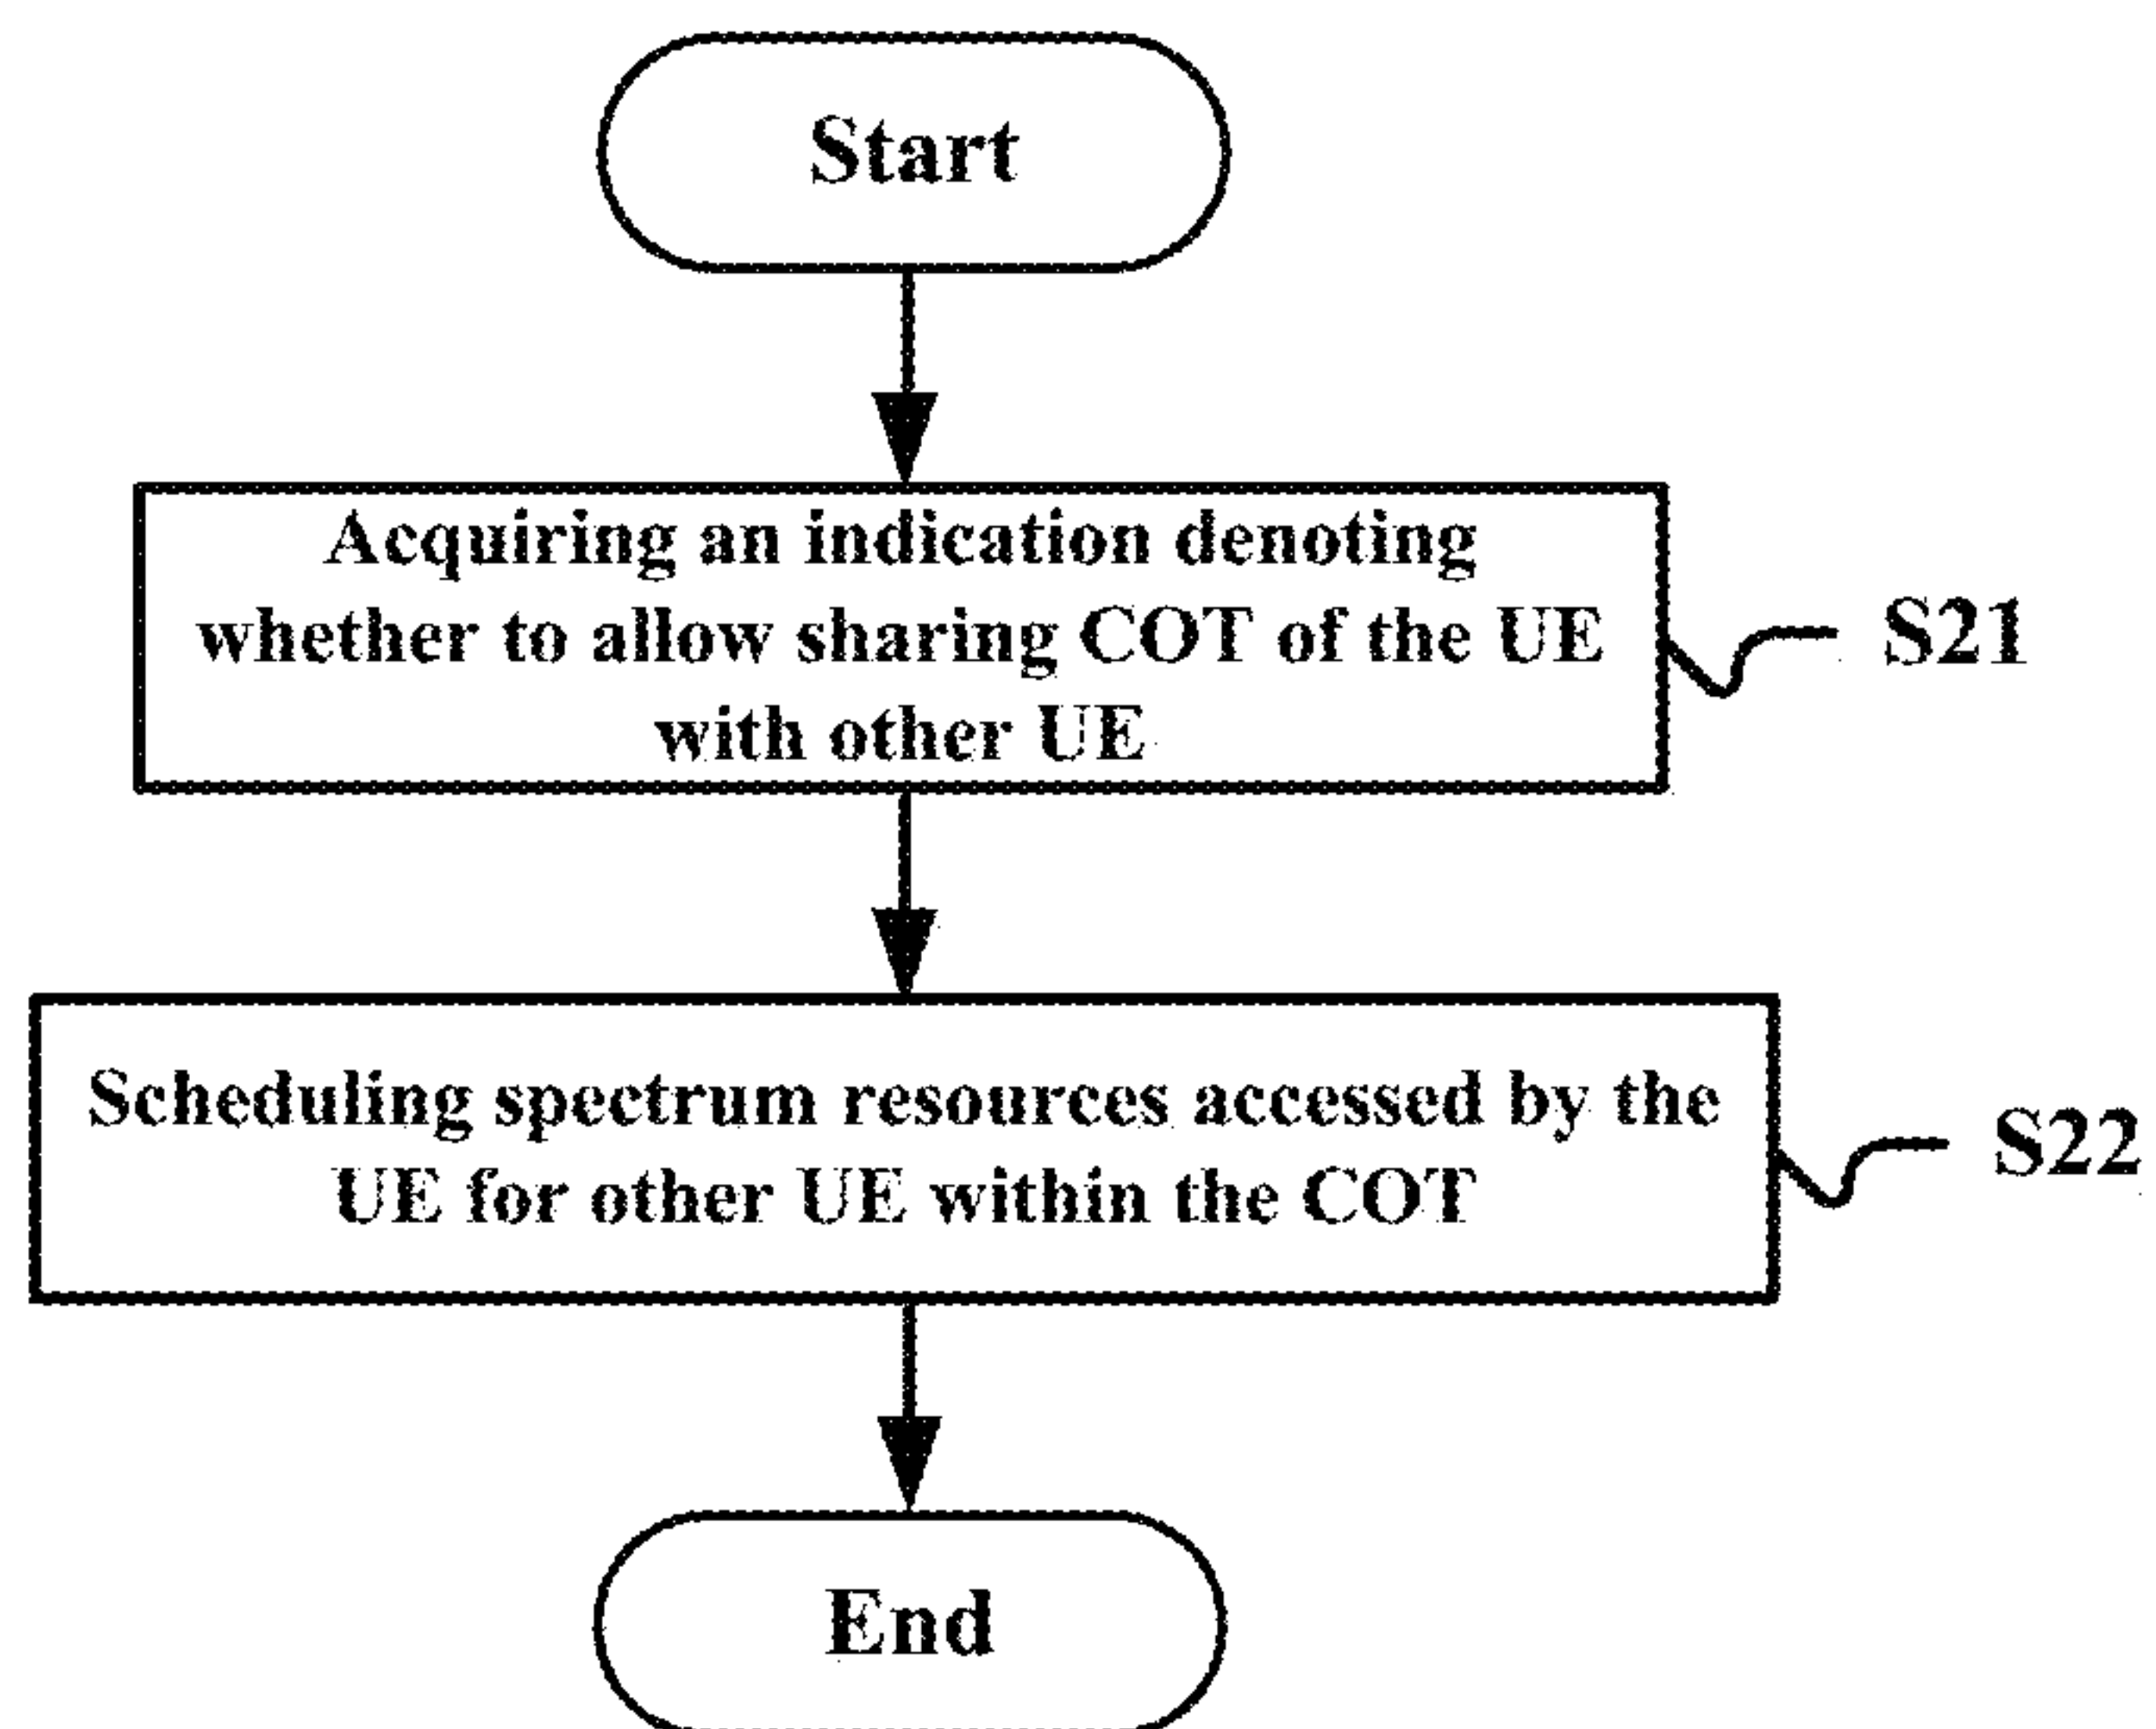 Start
Acquiring an indication denoting
whether to allow sharing COT of the UE
with other UE
S21
Scheduling spectrum resources accessed by the
UE for other UE within the COT
S22
End